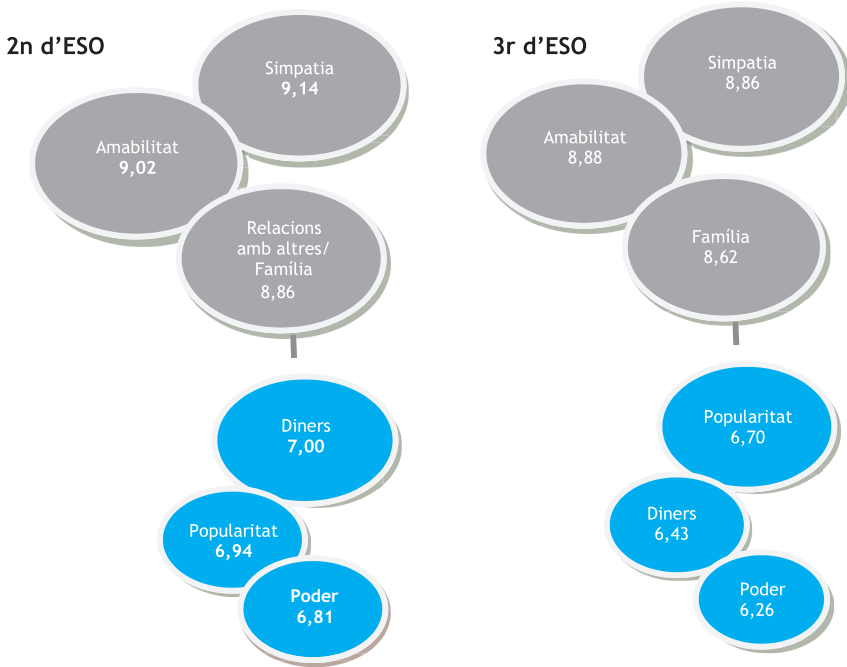 2n d’ESO
Simpatia
9,14
Amabilitat
9,02
Relacions
amb altres/
Família
8,86
Diners
7,00
Popularitat
6,94
Poder
6,81
3r d’ESO
Simpatia
8,86
Amabilitat
8,88
Família
8,62
Popularitat
6,70
Diners
6,43
Poder
6,26